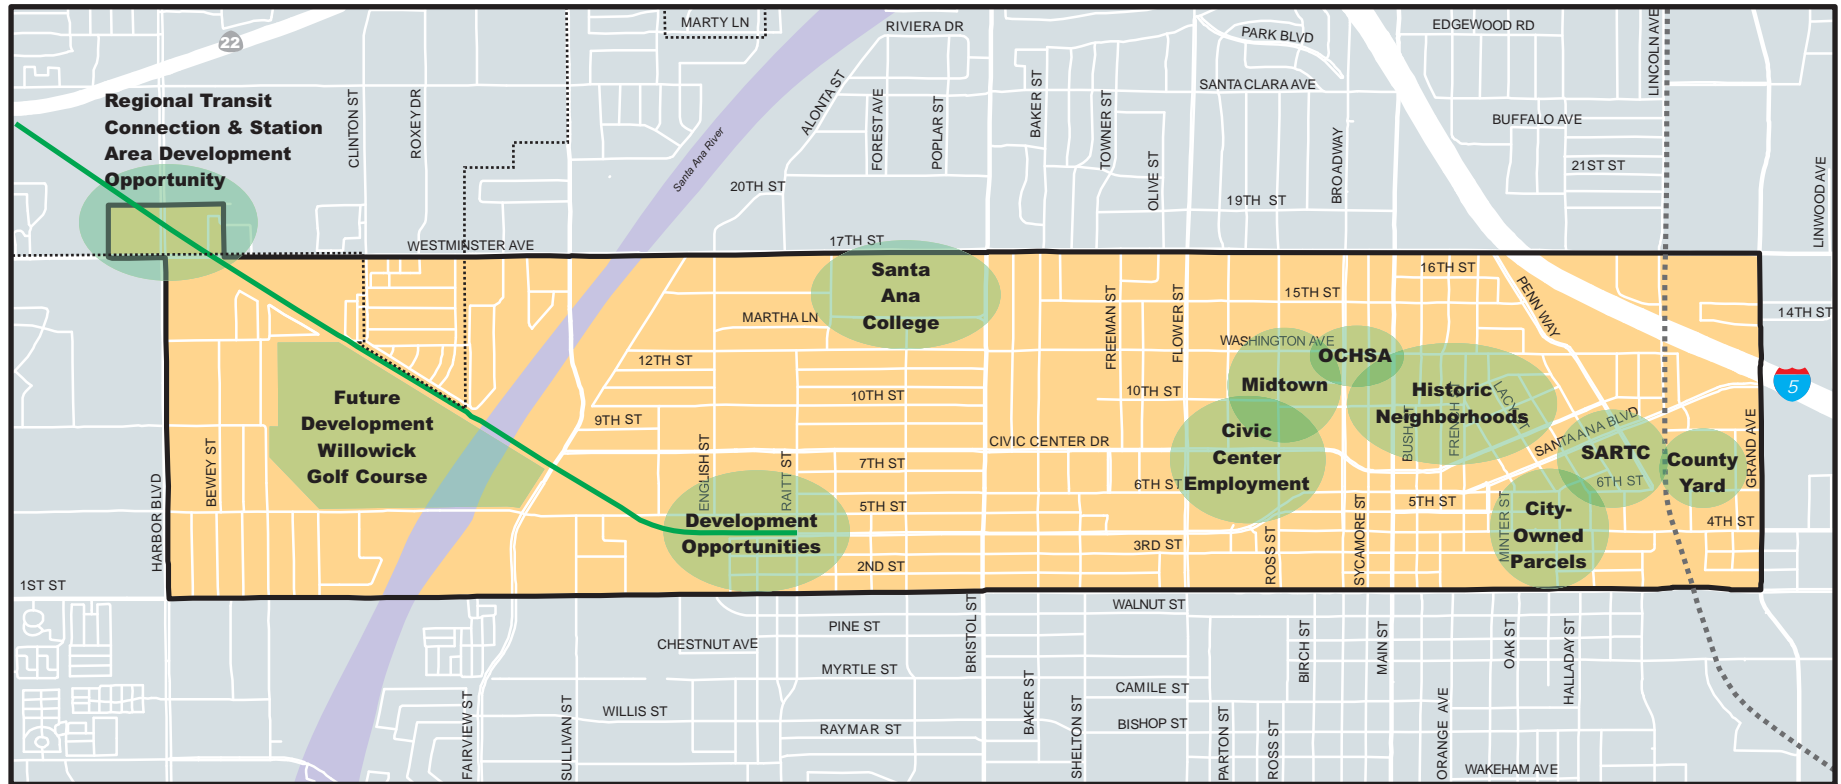 MARTY LN
RIVIERA DR
EDGEWOOD RD
PARK BLVD
LINCOLN AVE
22
SANTA CLARA AVE
Regional Transit
Connection & Station
Area Development
Opportunity
CLINTON ST
ROXEY DR
Santa Ana River
ALONTA ST
FOREST AVE
POPLAR ST
BAKER ST
TOWNER ST
OLIVE ST
BROADWAY
BUFFALO AVE
21ST ST
20TH ST
19TH ST
LINWOOD AVE
WESTMINSTER AVE
17TH ST
Santa
Ana
College
16TH ST
15TH ST
PENN WAY
14TH ST
MARTHA LN
FREEMAN ST
FLOWER ST
WASHINGTON AVE
OCHSA
12TH ST
Midtown
Historic
Neighborhoods
5
Future
Development
Willowick
Golf Course
10TH ST
10TH ST
LACY ST
FRENCH ST
BUSH ST
9TH ST
CIVIC CENTER DR
Civic
Center
Employment
SANTA ANA BLVD
SARTC
County
Yard
GRAND AVE
HARBOR BLVD
BEWEY ST
ENGLISH ST
RAITT ST
7TH ST
6TH ST
6TH ST
5TH ST
5TH ST
Development
Opportunities
MINTER ST
City-
Owned
Parcels
4TH ST
3RD ST
ROSS ST
SYCAMORE ST
2ND ST
1ST ST
WALNUT ST
PINE ST
CHESTNUT AVE
BRISTOL ST
BIRCH ST
MAIN ST
OAK ST
HALLADAY ST
MYRTLE ST
CAMILE ST
FAIRVIEW ST
SULLIVAN ST
WILLIS ST
RAYMAR ST
BAKER ST
SHELTON ST
BISHOP ST
PARTON ST
ROSS ST
ORANGE AVE
WAKEHAM AVE